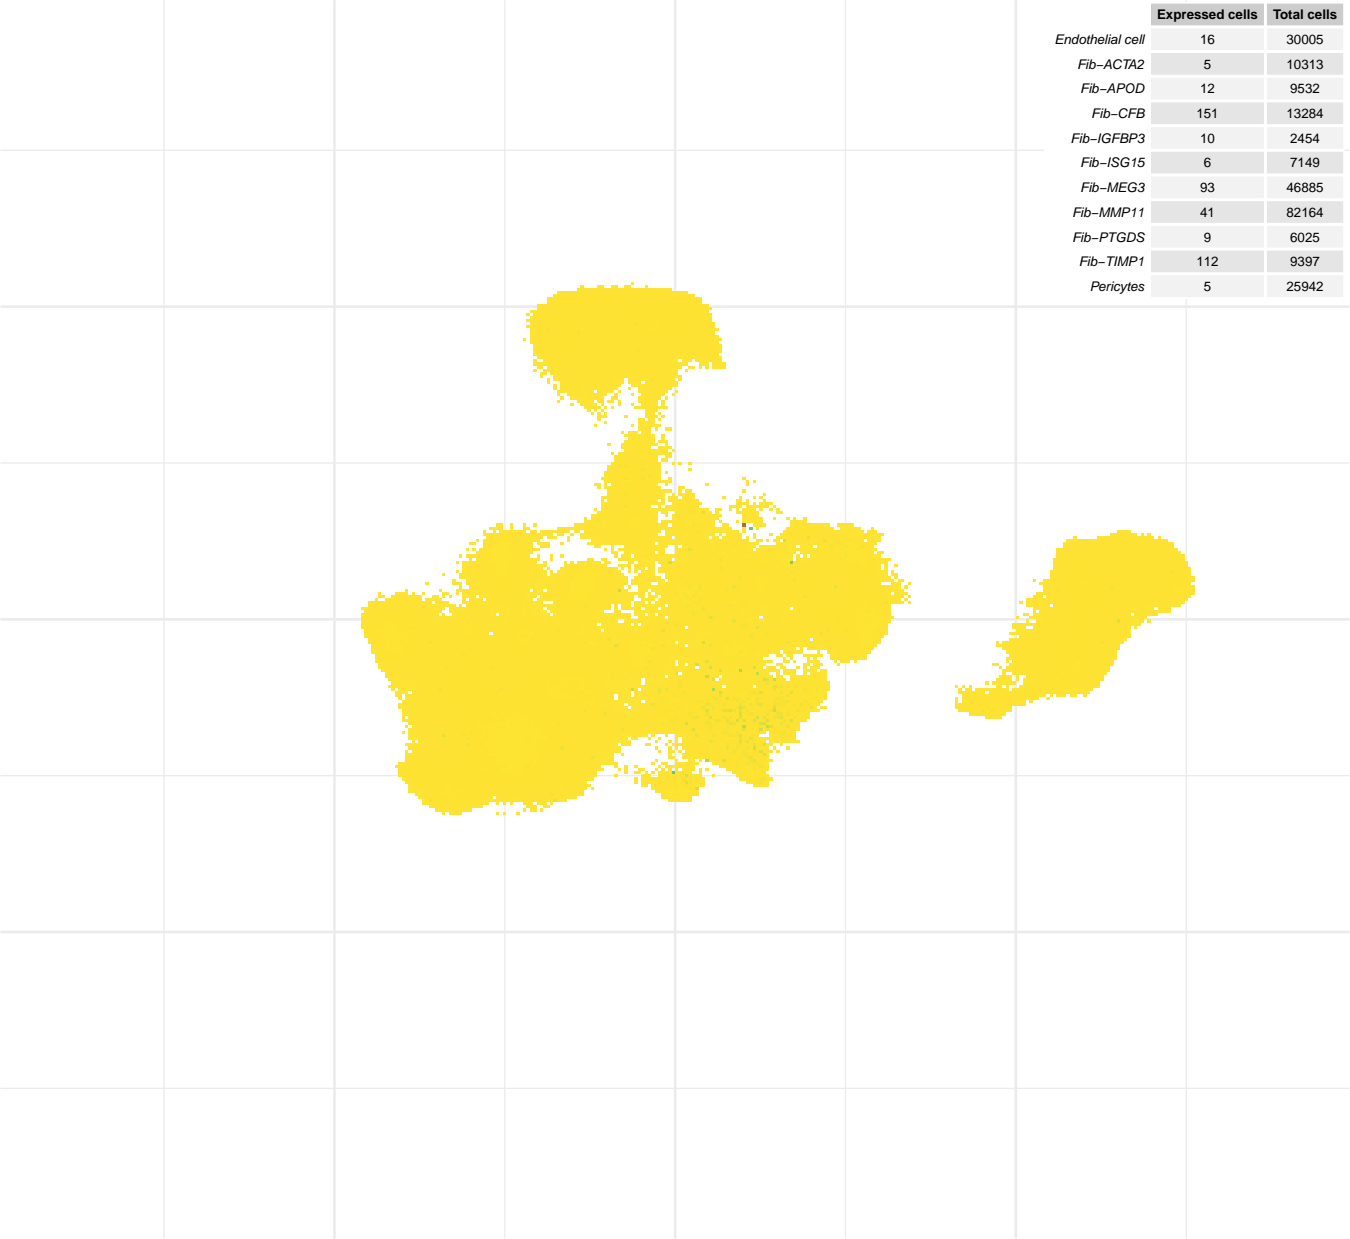 Expressed cells Total cells
Endothelial cell 16 30005
Fib−ACTA2 5 10313
Fib−APOD 12 9532
Fib−CFB 151 13284
Fib−IGFBP3 10 2454
Fib−ISG15 6 7149
Fib−MEG3 93 46885
Fib−MMP11 41 82164
Fib−PTGDS 9 6025
Fib−TIMP1 112 9397
Pericytes 5 25942